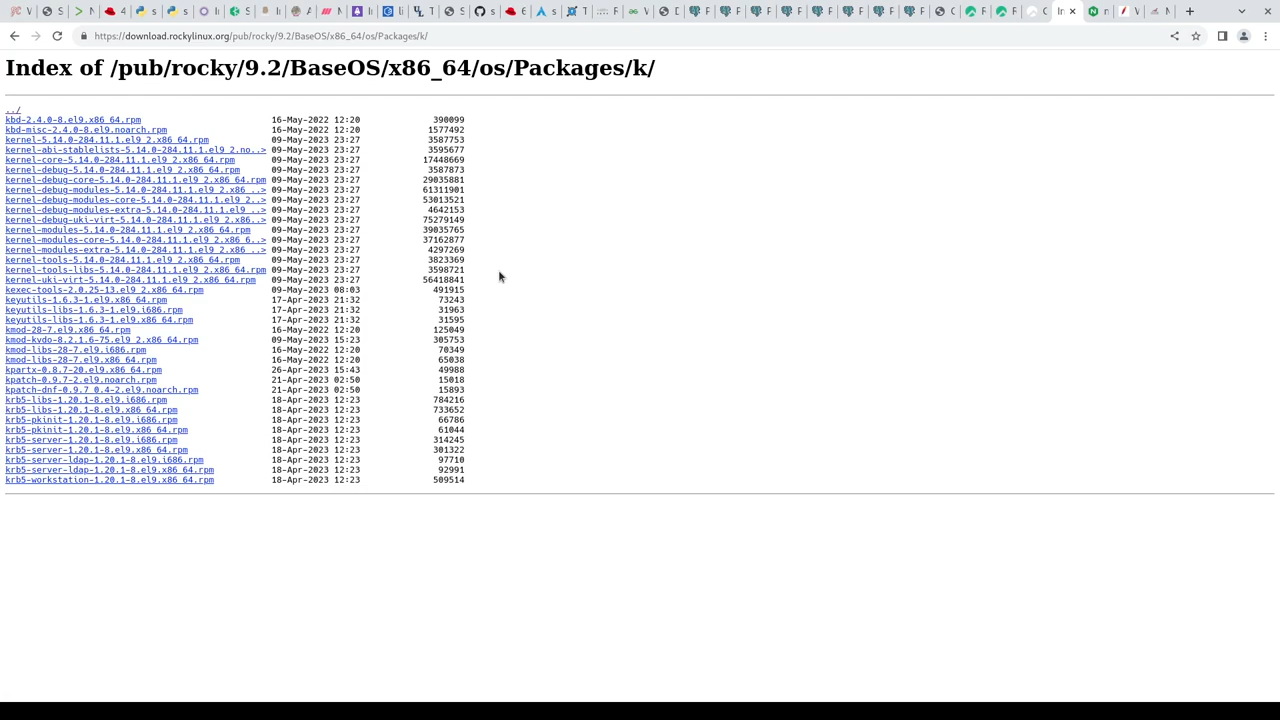 https://download.rockylinux.org/pub/rocky/9.2/BaseOS/x86_64/os/Packages/k/
Index of /pub/rocky/9.2/BaseOS/x86_64/os/Packages/k/
../
kbd-2.4.0-8.el9.x86_64.rpm 16-May-2022 12:20 390099
kbd-misc-2.4.0-8.el9.noarch.rpm 16-May-2022 12:20 1577492
kernel-5.14.0-284.11.1.el9_2.x86_64.rpm 09-May-2023 23:27 3587753
kernel-abi-stablelists-5.14.0-284.11.1.el9_2.no..> 09-May-2023 23:27 3595677
kernel-core-5.14.0-284.11.1.el9_2.x86_64.rpm 09-May-2023 23:27 17448669
kernel-debug-5.14.0-284.11.1.el9_2.x86_64.rpm 09-May-2023 23:27 3587873
kernel-debug-core-5.14.0-284.11.1.el9_2.x86_64.rpm 09-May-2023 23:27 29035881
kernel-debug-modules-5.14.0-284.11.1.el9_2.x86_..> 09-May-2023 23:27 61311901
kernel-debug-modules-core-5.14.0-284.11.1.el9_2..> 09-May-2023 23:27 53013521
kernel-debug-modules-extra-5.14.0-284.11.1.el9_..> 09-May-2023 23:27 4642153
kernel-debug-uki-virt-5.14.0-284.11.1.el9_2.x86..> 09-May-2023 23:27 75279149
kernel-modules-5.14.0-284.11.1.el9_2.x86_64.rpm 09-May-2023 23:27 39035765
kernel-modules-core-5.14.0-284.11.1.el9_2.x86_6..> 09-May-2023 23:27 37162877
kernel-modules-extra-5.14.0-284.11.1.el9_2.x86_..> 09-May-2023 23:27 4297269
kernel-tools-5.14.0-284.11.1.el9_2.x86_64.rpm 09-May-2023 23:27 3823369
kernel-tools-libs-5.14.0-284.11.1.el9_2.x86_64.rpm 09-May-2023 23:27 3598721
kernel-uki-virt-5.14.0-284.11.1.el9_2.x86_64.rpm 09-May-2023 23:27 56418841
kexec-tools-2.0.25-13.el9_2.x86_64.rpm 09-May-2023 08:03 491915
keyutils-1.6.3-1.el9.x86_64.rpm 17-Apr-2023 21:32 73243
keyutils-libs-1.6.3-1.el9.i686.rpm 17-Apr-2023 21:32 31963
keyutils-libs-1.6.3-1.el9.x86_64.rpm 17-Apr-2023 21:32 31595
kmod-28-7.el9.x86_64.rpm 16-May-2022 12:20 125049
kmod-kvdo-8.2.1.6-75.el9_2.x86_64.rpm 09-May-2023 15:23 305753
kmod-libs-28-7.el9.i686.rpm 16-May-2022 12:20 70349
kmod-libs-28-7.el9.x86_64.rpm 16-May-2022 12:20 65038
kpartx-0.8.7-20.el9.x86_64.rpm 26-Apr-2023 15:43 49988
kpatch-0.9.7-2.el9.noarch.rpm 21-Apr-2023 02:50 15018
kpatch-dnf-0.9.7_0.4-2.el9.noarch.rpm 21-Apr-2023 02:50 15893
krb5-libs-1.20.1-8.el9.i686.rpm 18-Apr-2023 12:23 784216
krb5-libs-1.20.1-8.el9.x86_64.rpm 18-Apr-2023 12:23 733652
krb5-pkinit-1.20.1-8.el9.i686.rpm 18-Apr-2023 12:23 66786
krb5-pkinit-1.20.1-8.el9.x86_64.rpm 18-Apr-2023 12:23 61044
krb5-server-1.20.1-8.el9.i686.rpm 18-Apr-2023 12:23 314245
krb5-server-1.20.1-8.el9.x86_64.rpm 18-Apr-2023 12:23 301322
krb5-server-ldap-1.20.1-8.el9.i686.rpm 18-Apr-2023 12:23 97710
krb5-server-ldap-1.20.1-8.el9.x86_64.rpm 18-Apr-2023 12:23 92991
krb5-workstation-1.20.1-8.el9.x86_64.rpm 18-Apr-2023 12:23 509514